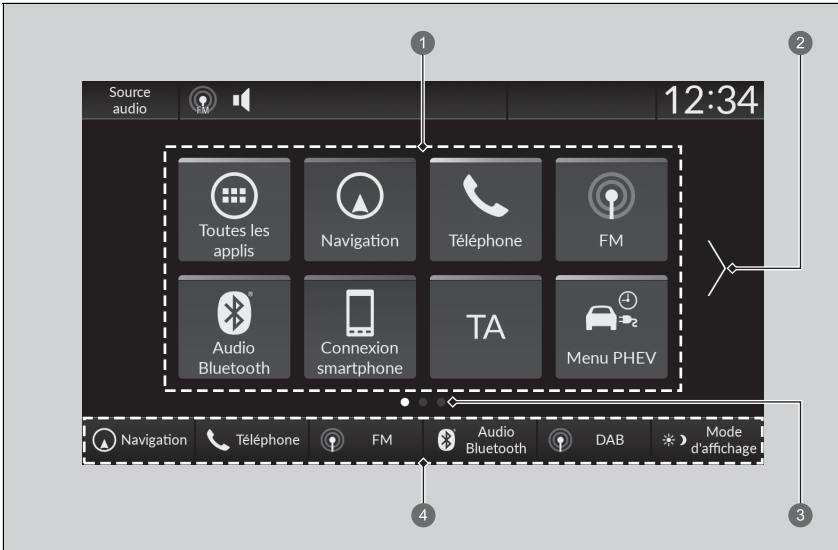 1
2
Source
audio
FM
12:34
Toutes les
applis
Navigation
Téléphone
FM
Audio
Bluetooth
Connexion
smartphone
TA
Menu PHEV
Navigation
Téléphone
FM
Audio
Bluetooth
DAB
Mode
d'affichage
4
3